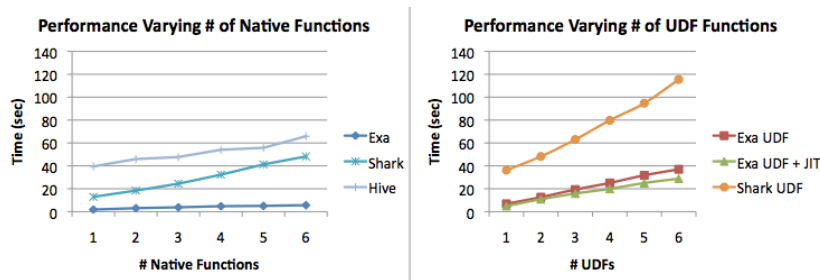 Performance Varying # of Native Functions
140
120
100
80
60
40
20
0
Time (sec)
1 2 3 4 5 6
# Native Functions
Exa
Shark
Hive
Performance Varying # of UDF Functions
140
120
100
80
60
40
20
0
Time (sec)
1 2 3 4 5 6
# UDFs
Exa UDF
Exa UDF + JIT
Shark UDF